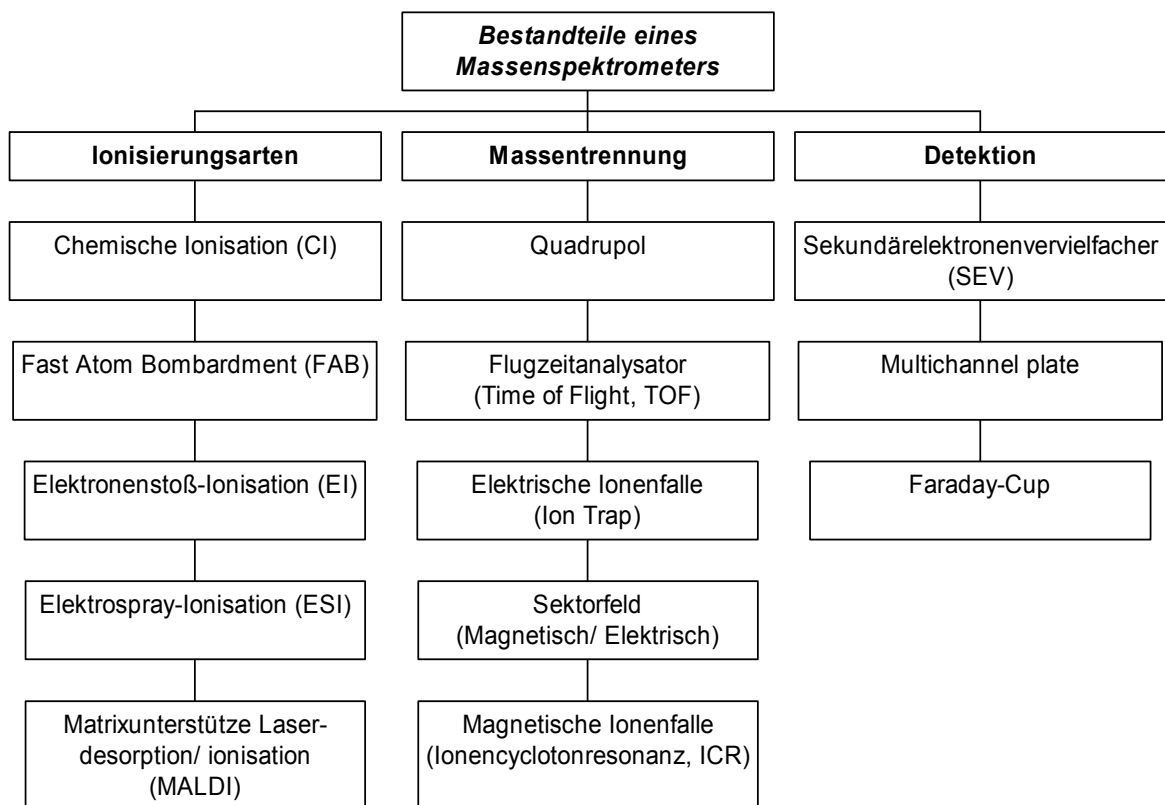 Bestandteile eines
Massenspektrometers
Ionisierungsarten
Massentrennung
Detektion
Chemische Ionisation (CI)
Quadrupol
Sekundärelektronenvervielfacher
(SEV)
Fast Atom Bombardment (FAB)
Flugzeitanalysator
(Time of Flight, TOF)
Multichannel plate
Elektronenstoß-Ionisation (EI)
Elektrische Ionenfalle
(Ion Trap)
Faraday-Cup
Elektrospray-Ionisation (ESI)
Sektorfeld
(Magnetisch/ Elektrisch)
Matrixunterstütze Laser-
desorption/ ionisation
(MALDI)
Magnetische Ionenfalle
(Ionencyclotonresonanz, ICR)